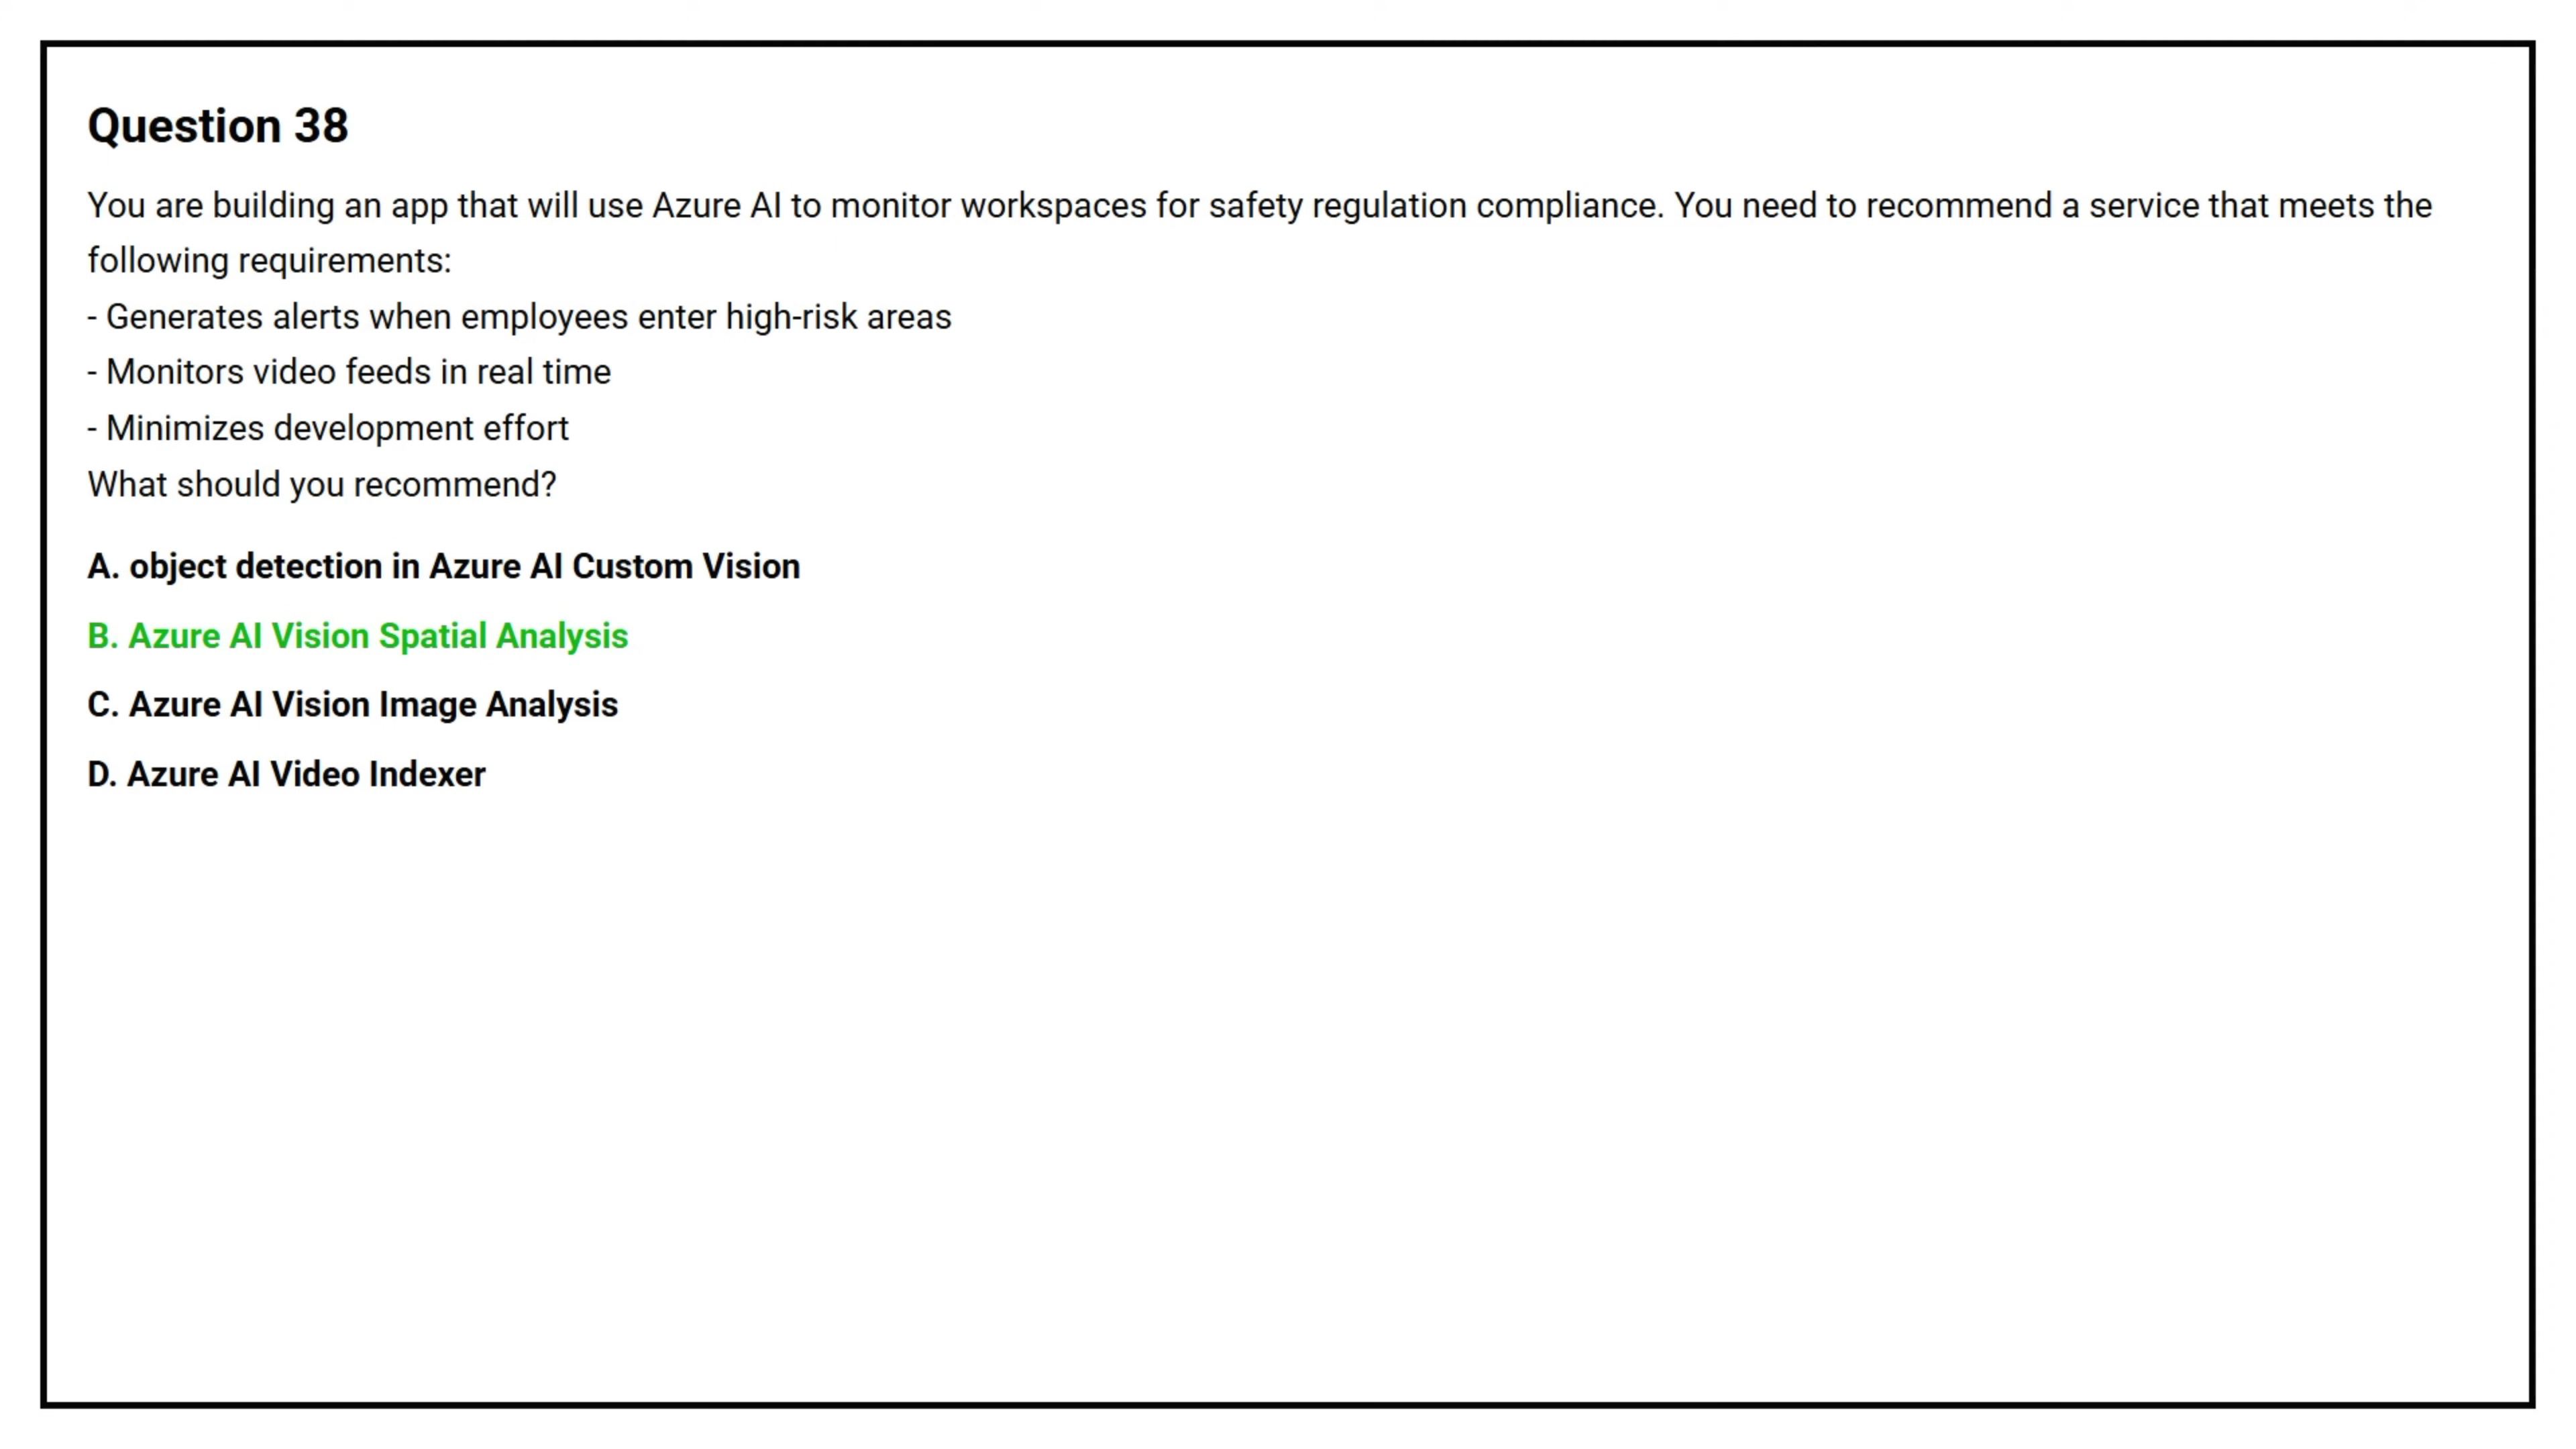 Question 38
You are building an app that will use Azure AI to monitor workspaces for safety regulation compliance. You need to recommend a service that meets the
following requirements:
- Generates alerts when employees enter high-risk areas
- Monitors video feeds in real time
- Minimizes development effort
What should you recommend?
A. object detection in Azure AI Custom Vision
B. Azure AI Vision Spatial Analysis
C. Azure AI Vision Image Analysis
D. Azure AI Video Indexer